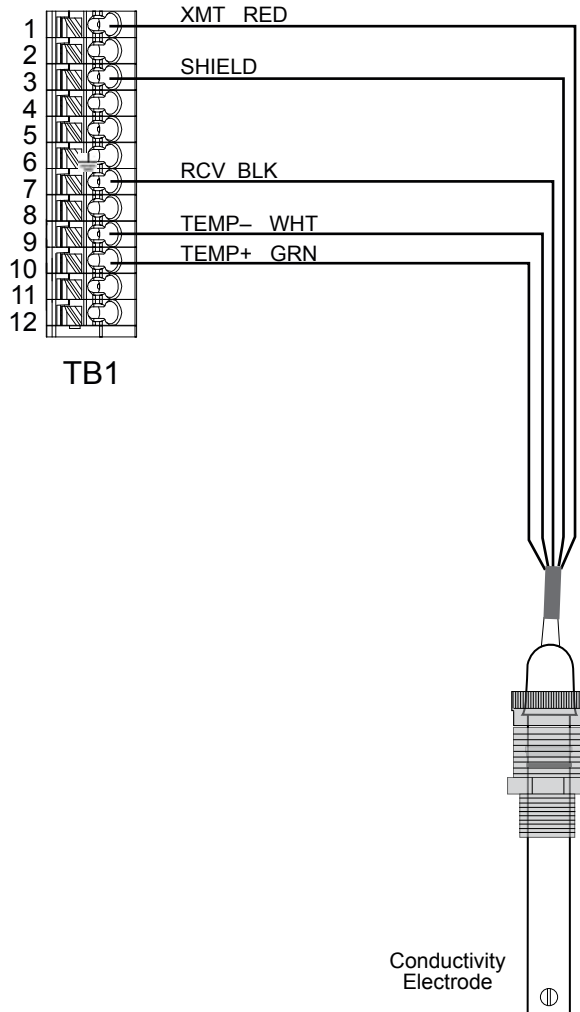 1
XMT RED
2
3
SHIELD
4
5
6
7
RCV BLK
8
9
TEMP– WHT
10
TEMP+ GRN
11
12
TB1
Conductivity
Electrode